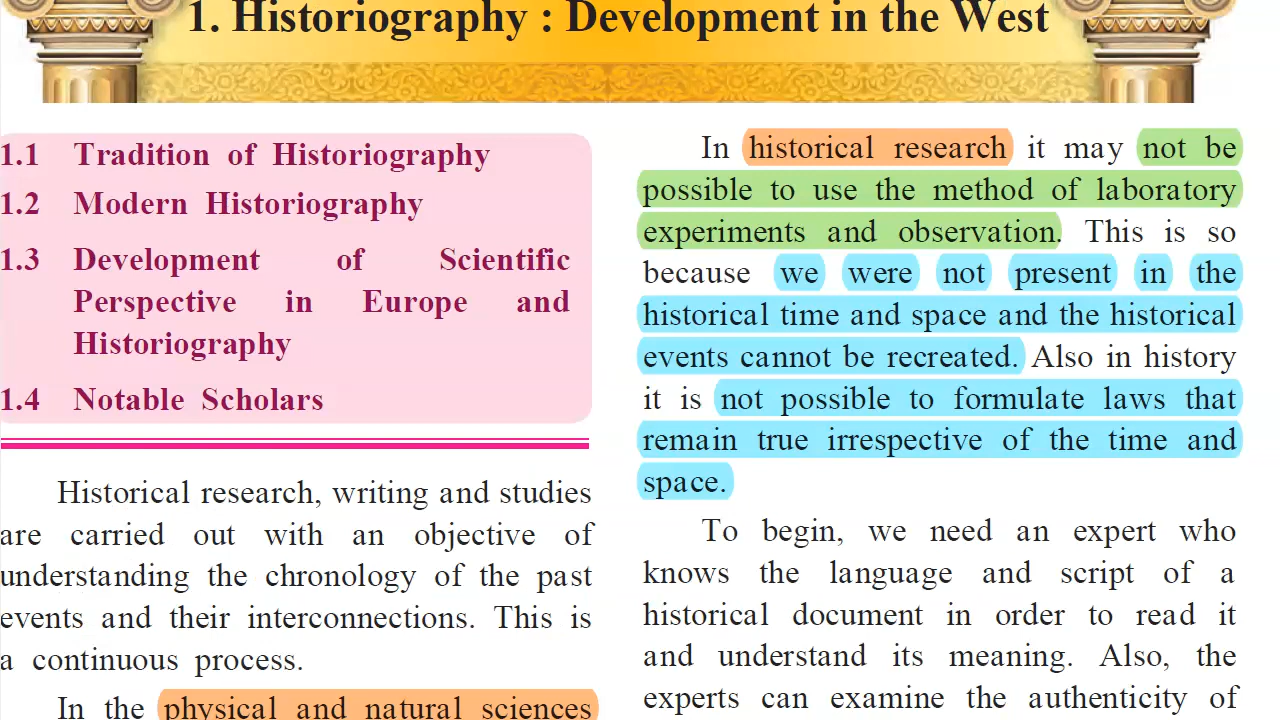 1. Historiography : Development in the West
1.1 Tradition of Historiography
1.2 Modern Historiography
1.3 Development of Scientific
Perspective in Europe and
Historiography
1.4 Notable Scholars
Historical research, writing and studies
are carried out with an objective of
understanding the chronology of the past
events and their interconnections. This is
a continuous process.
In the physical and natural sciences
In historical research it may not be
possible to use the method of laboratory
experiments and observation. This is so
because we were not present in the
historical time and space and the historical
events cannot be recreated. Also in history
it is not possible to formulate laws that
remain true irrespective of the time and
space.
To begin, we need an expert who
knows the language and script of a
historical document in order to read it
and understand its meaning. Also, the
experts can examine the authenticity of